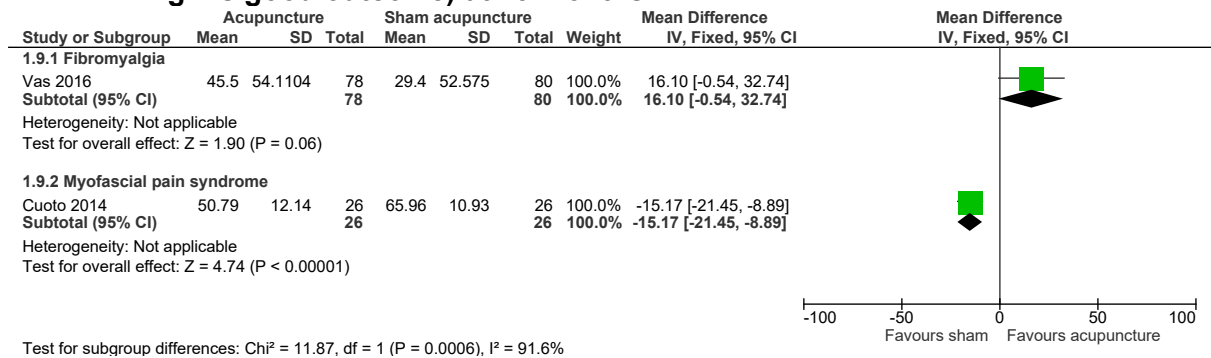 Acupuncture Sham acupuncture Mean Difference Mean Difference
Study or Subgroup Mean SD Total Mean SD Total Weight IV, Fixed, 95% CI IV, Fixed, 95% CI
1.9.1 Fibromyalgia
Vas 2016 45.5 54.1104 78 29.4 52.575 80 100.0% 16.10 [-0.54, 32.74]
Subtotal (95% CI) 78 80 100.0% 16.10 [-0.54, 32.74]
Heterogeneity: Not applicable
Test for overall effect: Z = 1.90 (P = 0.06)
1.9.2 Myofascial pain syndrome
Cuoto 2014 50.79 12.14 26 65.96 10.93 26 100.0% -15.17 [-21.45, -8.89]
Subtotal (95% CI) 26 26 100.0% -15.17 [-21.45, -8.89]
Heterogeneity: Not applicable
Test for overall effect: Z = 4.74 (P < 0.00001)
-100 -50 0 50 100
Favours sham Favours acupuncture
Test for subgroup differences: Chi² = 11.87, df = 1 (P = 0.0006), I² = 91.6%